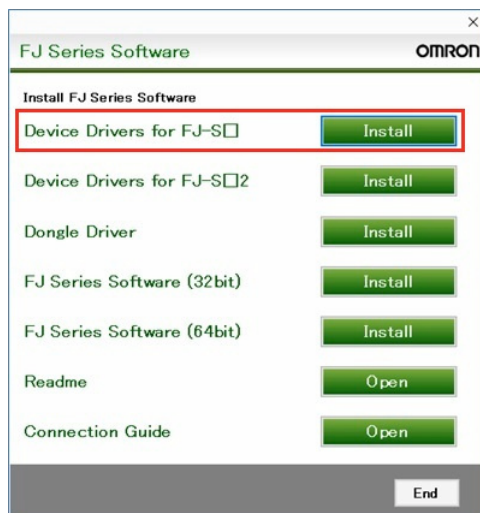 FJ Series Software OMRON
Install FJ Series Software
Device Drivers for FJ-S□ Install
Device Drivers for FJ-S□2 Install
Dongle Driver Install
FJ Series Software (32bit) Install
FJ Series Software (64bit) Install
Readme Open
Connection Guide Open
End